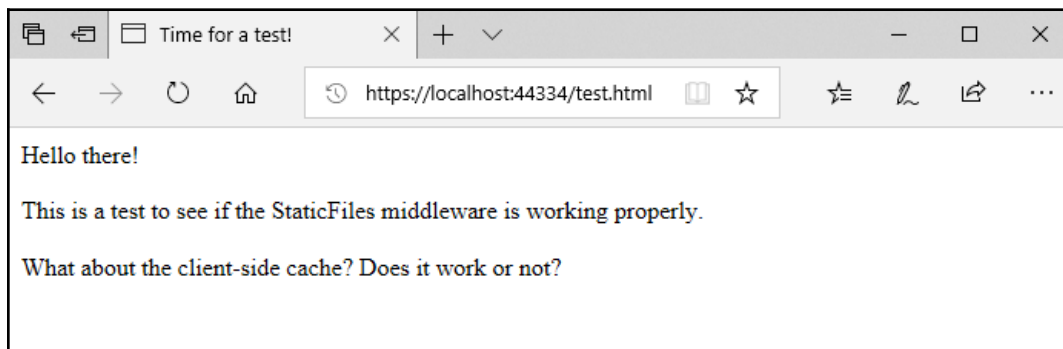 Time for a test!
https://localhost:44334/test.html
Hello there!
This is a test to see if the StaticFiles middleware is working properly.
What about the client-side cache? Does it work or not?